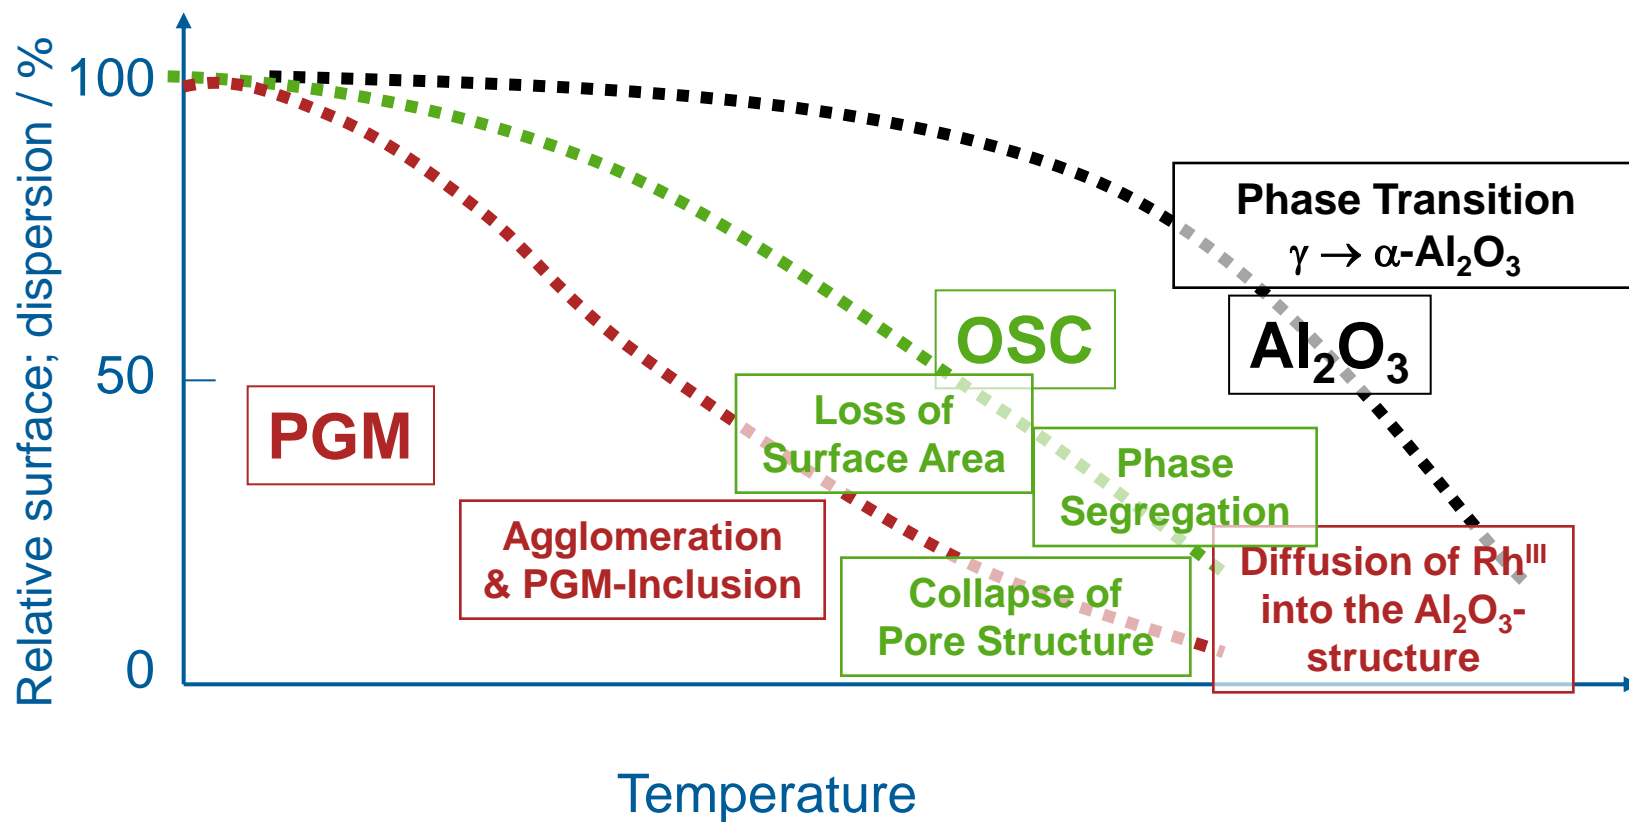 Relative surface; dispersion / %
100
50
0
PGM
Agglomeration
& PGM-Inclusion
OSC
Loss of
Surface Area
Phase
Segregation
Collapse of
Pore Structure
Phase Transition
γ → α-Al₂O₃
Al₂O₃
Diffusion of Rhᴵᴵᴵ
into the Al₂O₃-
structure
Temperature